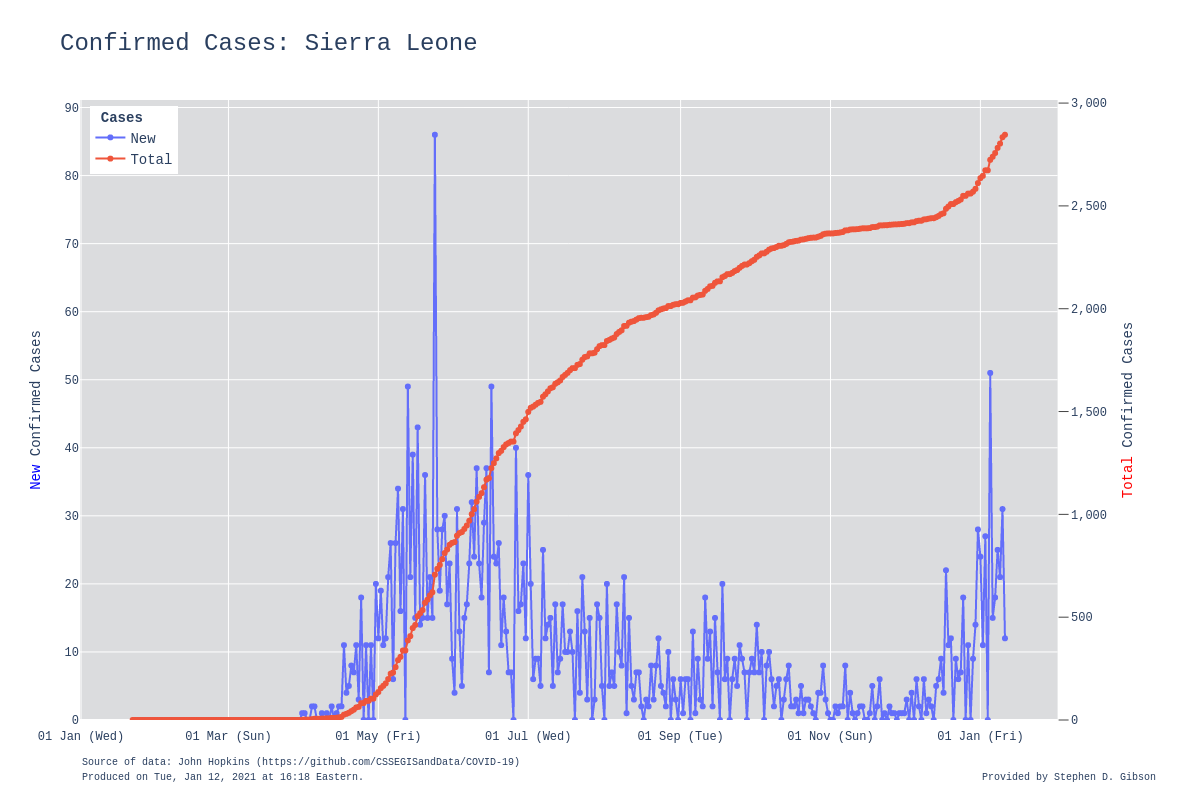 Confirmed Cases: Sierra Leone
Cases
New
Total
90
80
70
60
50
40
30
20
10
0
3,000
2,500
2,000
1,500
1,000
500
0
New Confirmed Cases
Total Confirmed Cases
01 Jan (Wed)
01 Mar (Sun)
01 May (Fri)
01 Jul (Wed)
01 Sep (Tue)
01 Nov (Sun)
01 Jan (Fri)
Source of data: John Hopkins (https://github.com/CSSEGISandData/COVID-19)
Produced on Tue, Jan 12, 2021 at 16:18 Eastern.
Provided by Stephen D. Gibson